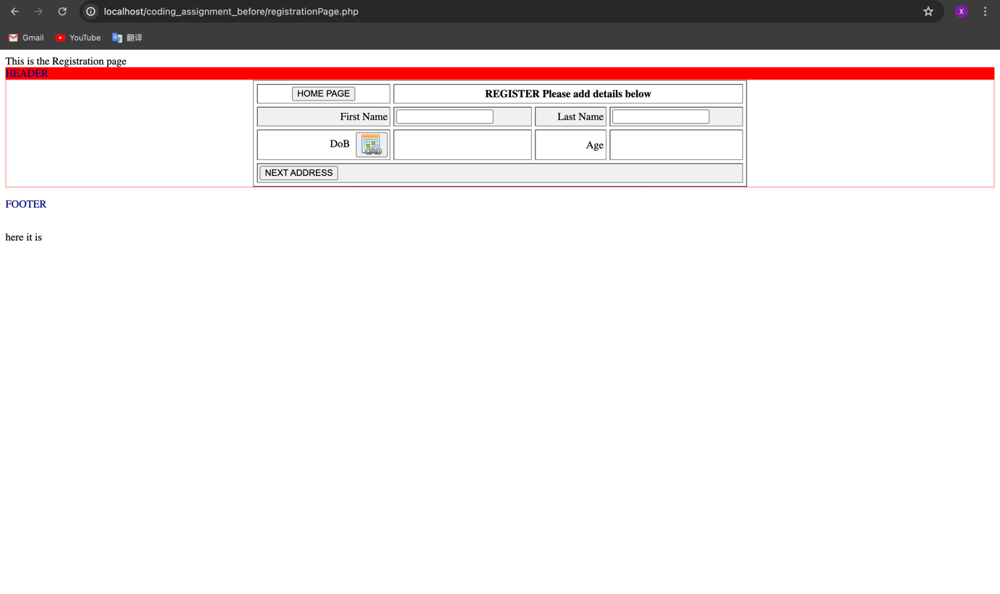 localhost/coding_assignment_before/registrationPage.php
X
Gmail YouTube 翻译
This is the Registration page
HEADER
HOME PAGE REGISTER Please add details below
First Name Last Name
DoB Age
NEXT ADDRESS
FOOTER
here it is